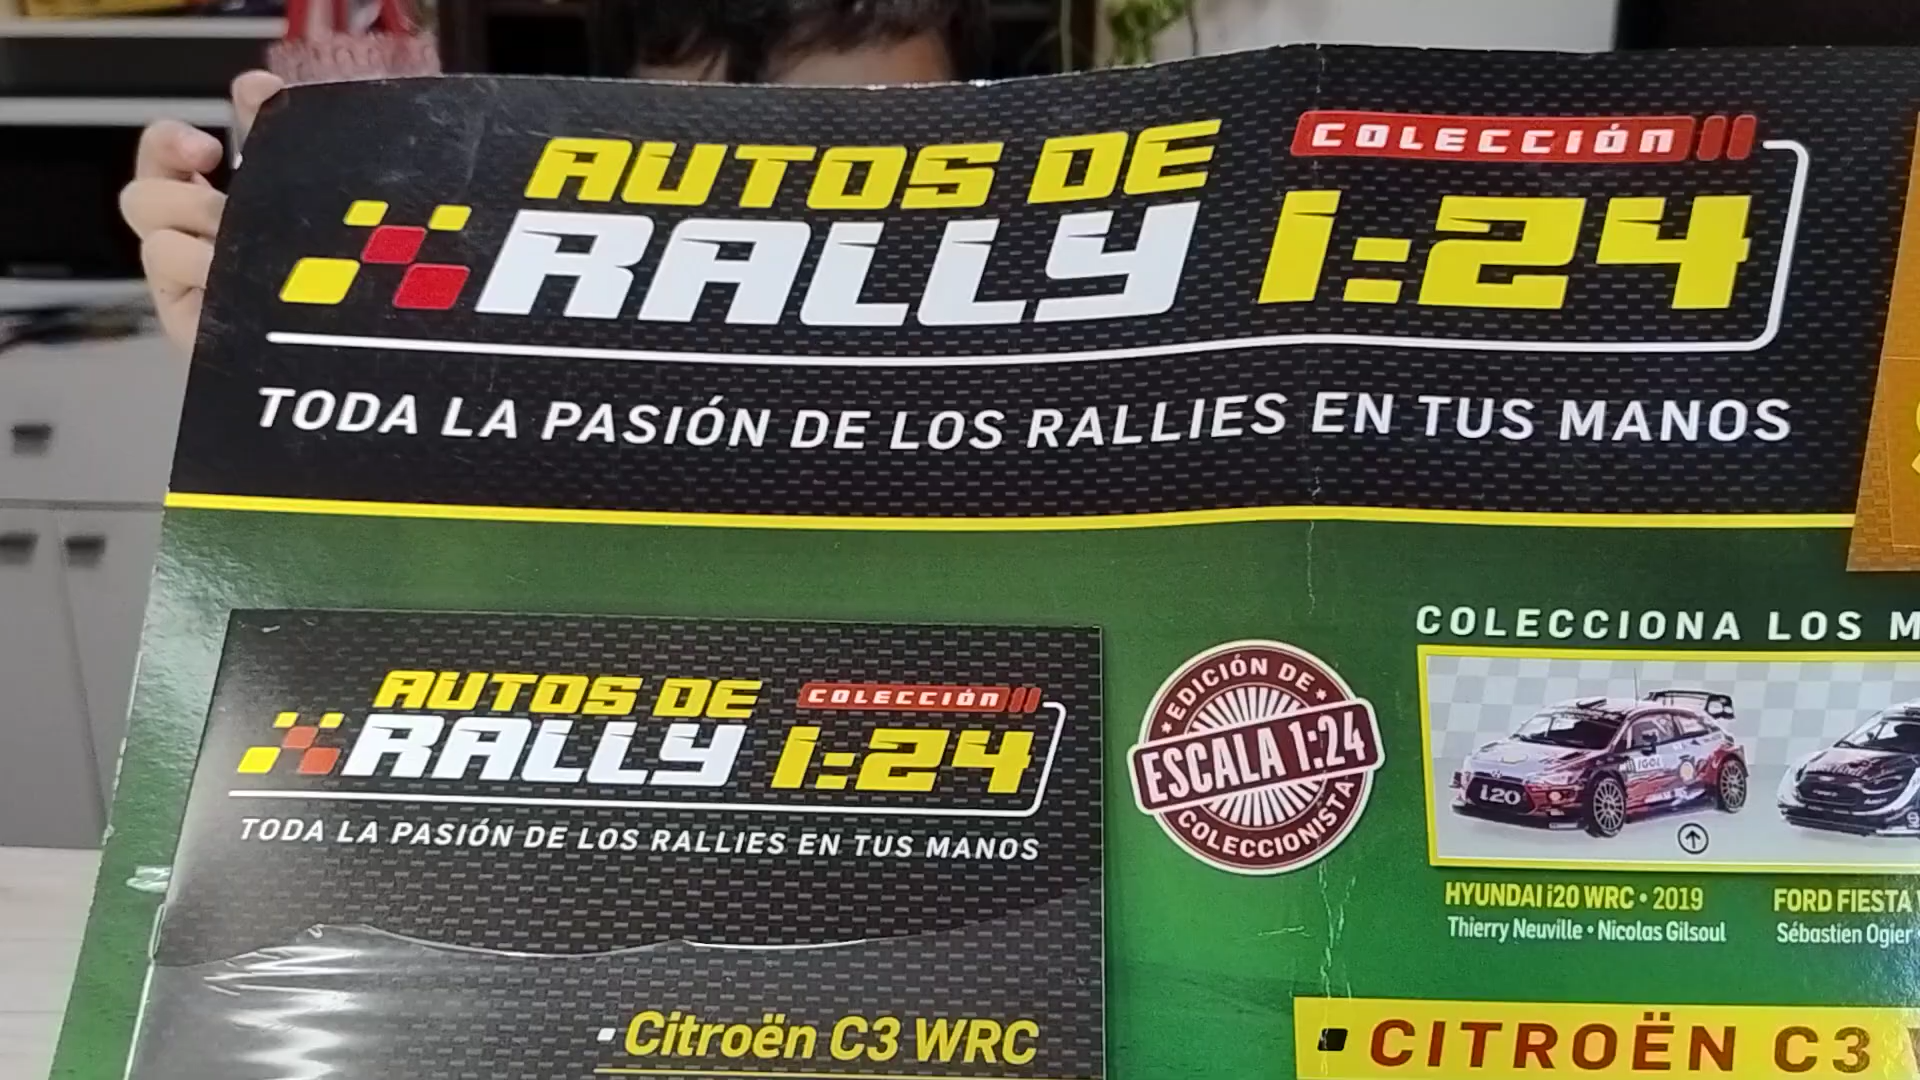 AUTOS DE
RALLY
COLECCIÓN
1:24
TODA LA PASIÓN DE LOS RALLIES EN TUS MANOS
AUTOS DE
RALLY
COLECCIÓN
1:24
TODA LA PASIÓN DE LOS RALLIES EN TUS MANOS
Citroën C3 WRC
EDICIÓN DE
ESCALA 1:24
COLECCIONISTA
COLECCIONA LOS M
i20
IGOL
HYUNDAI i20 WRC • 2019
Thierry Neuville • Nicolas Gilsoul
FORD FIESTA
Sébastien Ogier
CITROËN C3